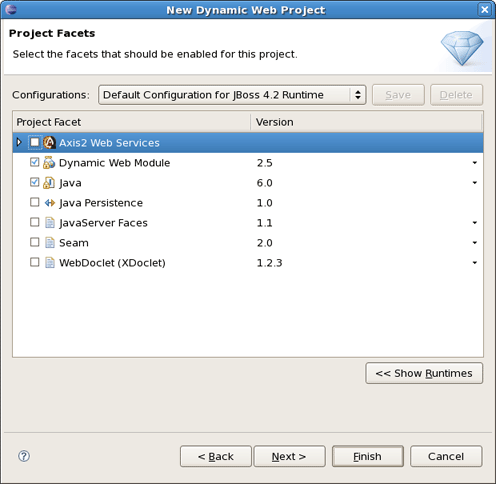 New Dynamic Web Project
Project Facets
Select the facets that should be enabled for this project.
Configurations: Default Configuration for JBoss 4.2 Runtime Save Delete
Project Facet Version
Axis2 Web Services
Dynamic Web Module 2.5
Java 6.0
Java Persistence 1.0
JavaServer Faces 1.1
Seam 2.0
WebDoclet (XDoclet) 1.2.3
<< Show Runtimes
? < Back Next > Finish Cancel